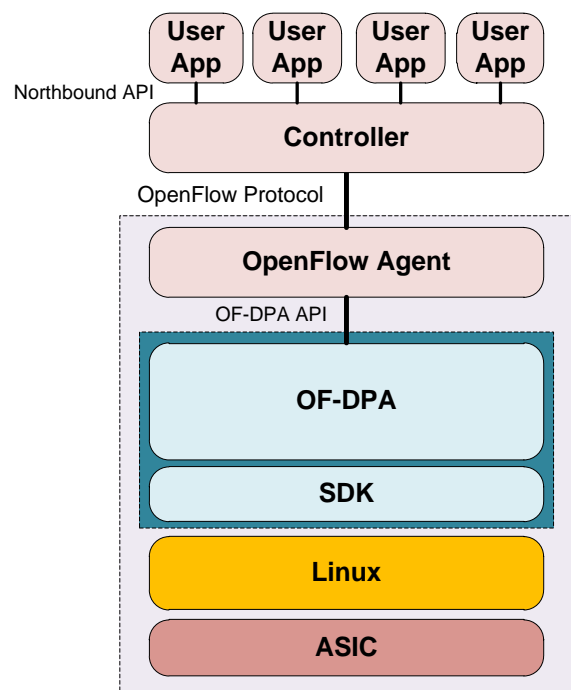 User
App
User
App
User
App
User
App
Northbound API
Controller
OpenFlow Protocol
OpenFlow Agent
OF-DPA API
OF-DPA
SDK
Linux
ASIC